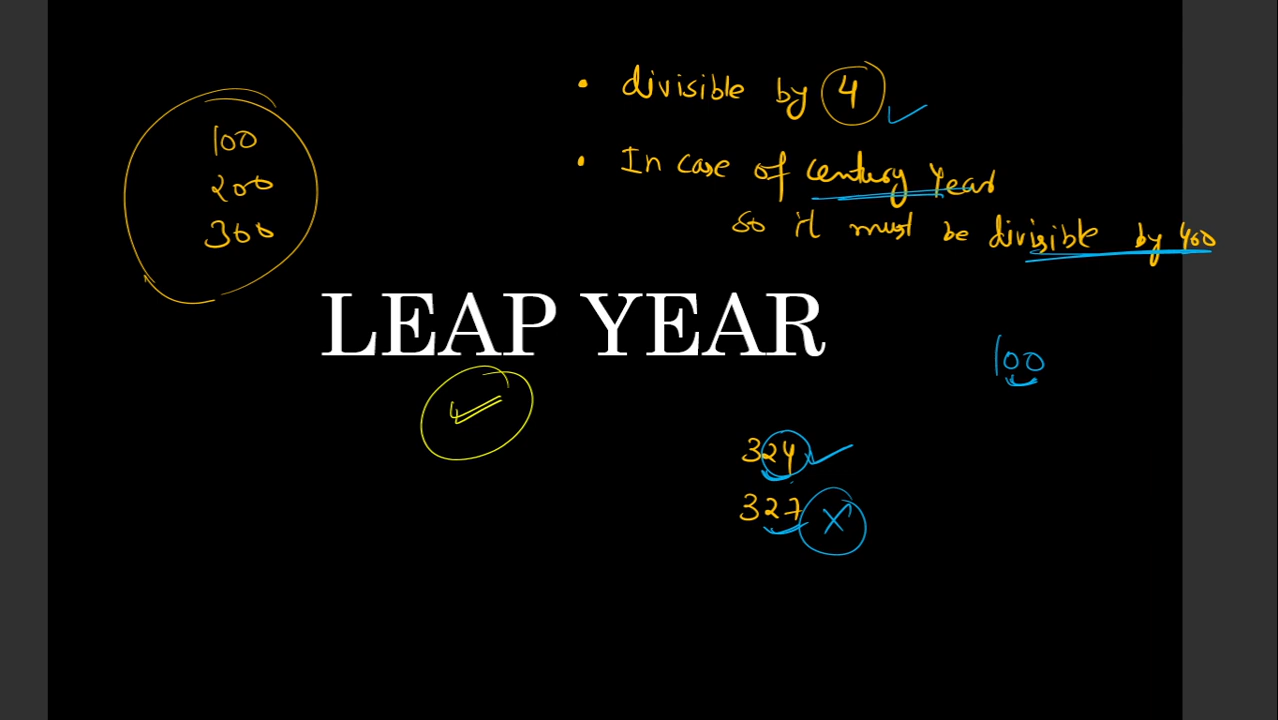 • divisible by 4
• In case of century year
so it must be divisible by 400
100
200
300
LEAP YEAR
100
324
327